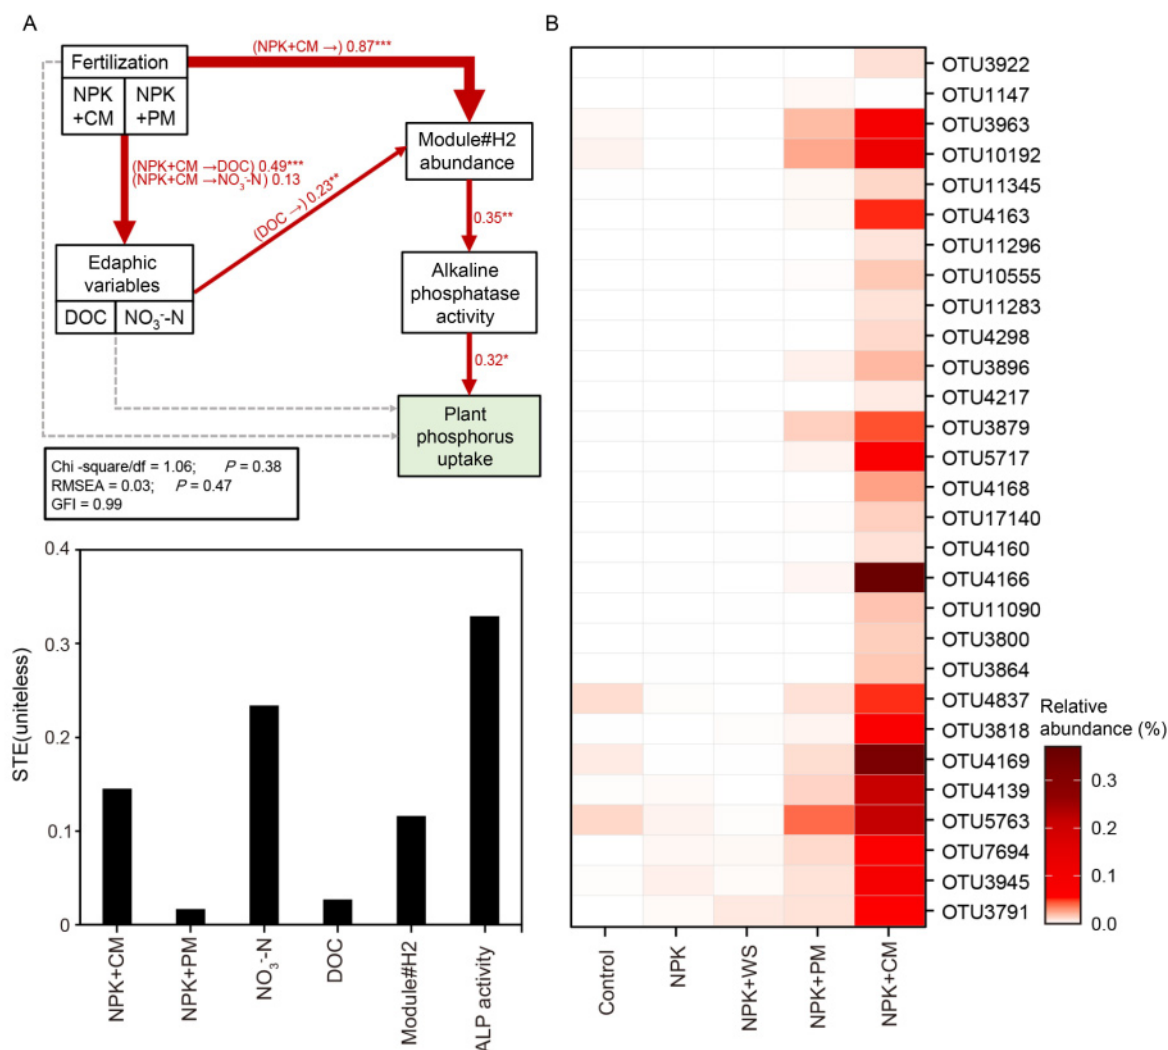 A
Fertilization
NPK
+CM
NPK
+PM
(NPK+CM →) 0.87***
Module#H2
abundance
(NPK+CM →DOC) 0.49***
(NPK+CM →NO₃⁻-N) 0.13
(DOC →) 0.23**
0.35**
Edaphic
variables
DOC
NO₃⁻-N
Alkaline
phosphatase
activity
0.32*
Plant
phosphorus
uptake
Chi -square/df = 1.06; P = 0.38
RMSEA = 0.03; P = 0.47
GFI = 0.99
STE(uniteless)
0.4
0.3
0.2
0.1
0
NPK+CM
NPK+PM
NO₃⁻-N
DOC
Module#H2
ALP activity
B
OTU3922
OTU1147
OTU3963
OTU10192
OTU11345
OTU4163
OTU11296
OTU10555
OTU11283
OTU4298
OTU3896
OTU4217
OTU3879
OTU5717
OTU4168
OTU17140
OTU4160
OTU4166
OTU11090
OTU3800
OTU3864
OTU4837
OTU3818
OTU4169
OTU4139
OTU5763
OTU7694
OTU3945
OTU3791
Control
NPK
NPK+WS
NPK+PM
NPK+CM
Relative
abundance (%)
0.3
0.2
0.1
0.0